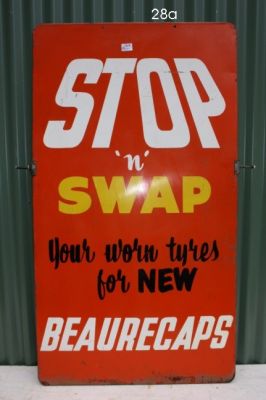 28a
STOP
'n'
SWAP
Your worn tyres
for NEW
BEAURECAPS